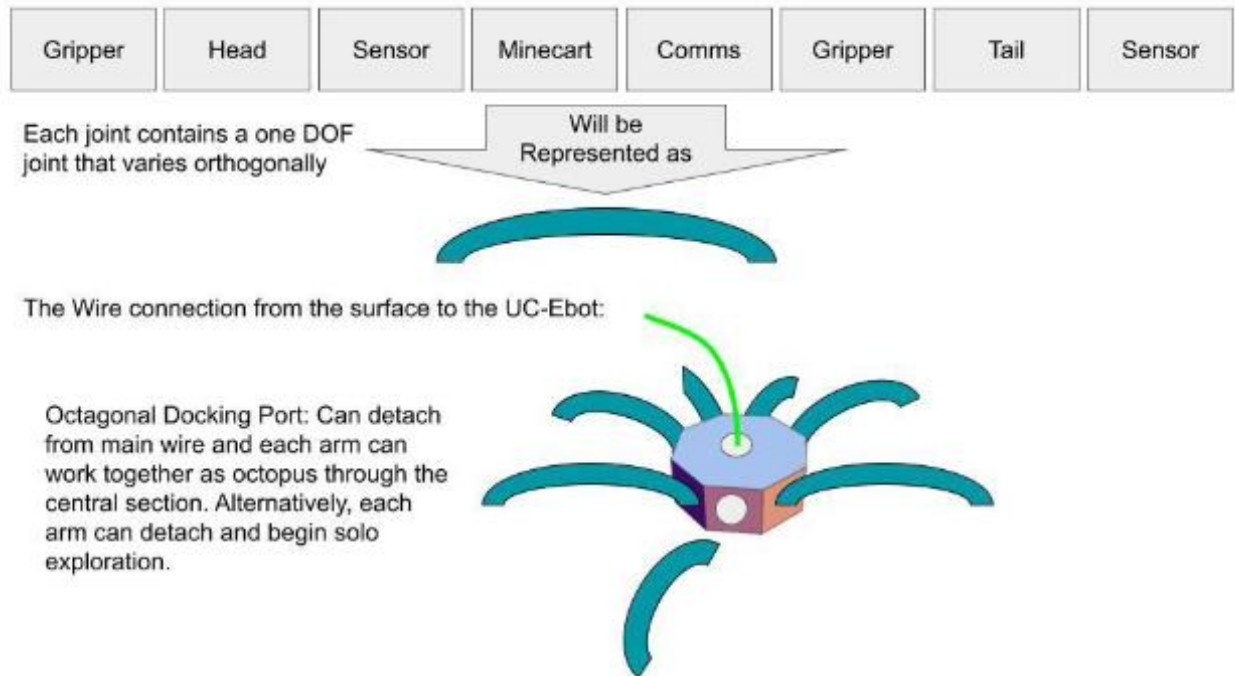 Gripper Head Sensor Minecart Comms Gripper Tail Sensor
Each joint contains a one DOF
joint that varies orthogonally
Will be
Represented as
The Wire connection from the surface to the UC-Ebot:
Octagonal Docking Port: Can detach
from main wire and each arm can
work together as octopus through the
central section. Alternatively, each
arm can detach and begin solo
exploration.